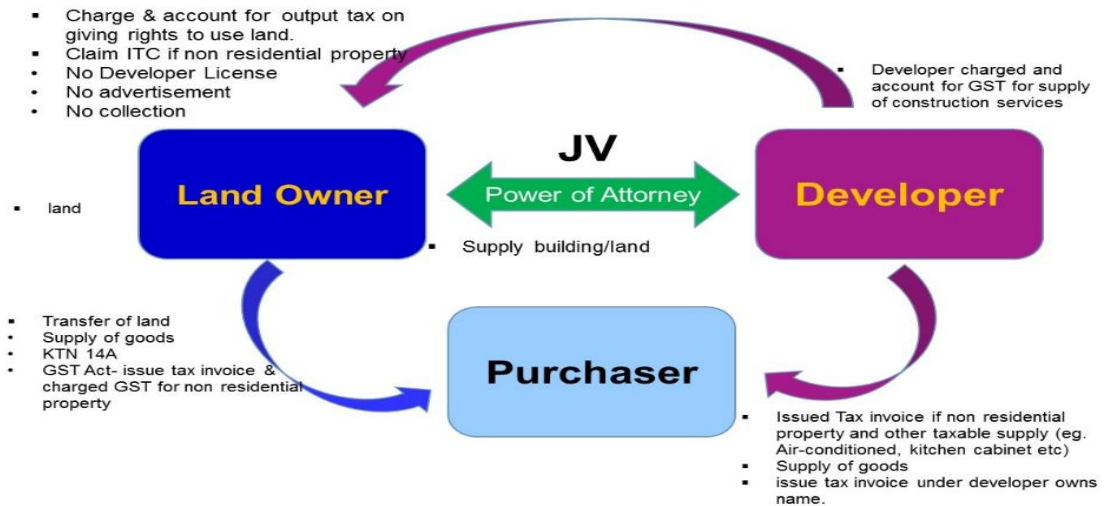 ▪ Charge & account for output tax on
giving rights to use land.
▪ Claim ITC if non residential property
• No Developer License
• No advertisement
• No collection
▪ Developer charged and
account for GST for supply
of construction services
JV
Land Owner
Power of Attorney
Developer
▪ land
▪ Supply building/land
▪ Transfer of land
• Supply of goods
• KTN 14A
• GST Act- issue tax invoice &
charged GST for non residential
property
Purchaser
▪ Issued Tax invoice if non residential
property and other taxable supply (eg.
Air-conditioned, kitchen cabinet etc)
▪ Supply of goods
▪ issue tax invoice under developer owns
name.